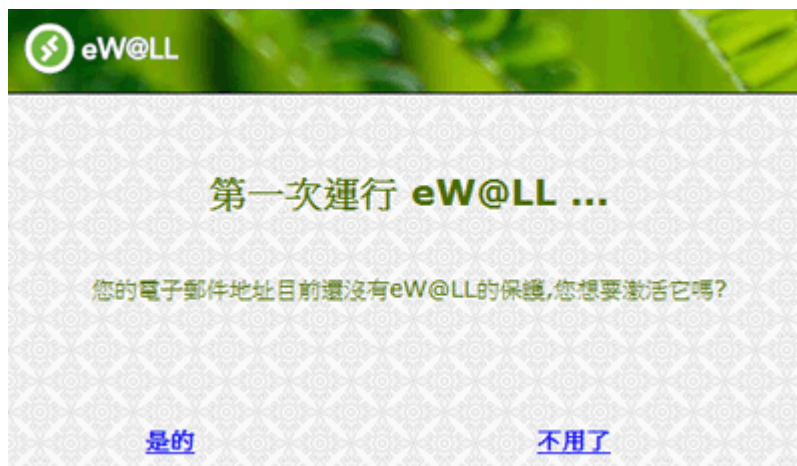 eW@LL
第一次運行 eW@LL ...
您的電子郵件地址目前還沒有eW@LL的保護,您想要激活它嗎?
是的
不用了